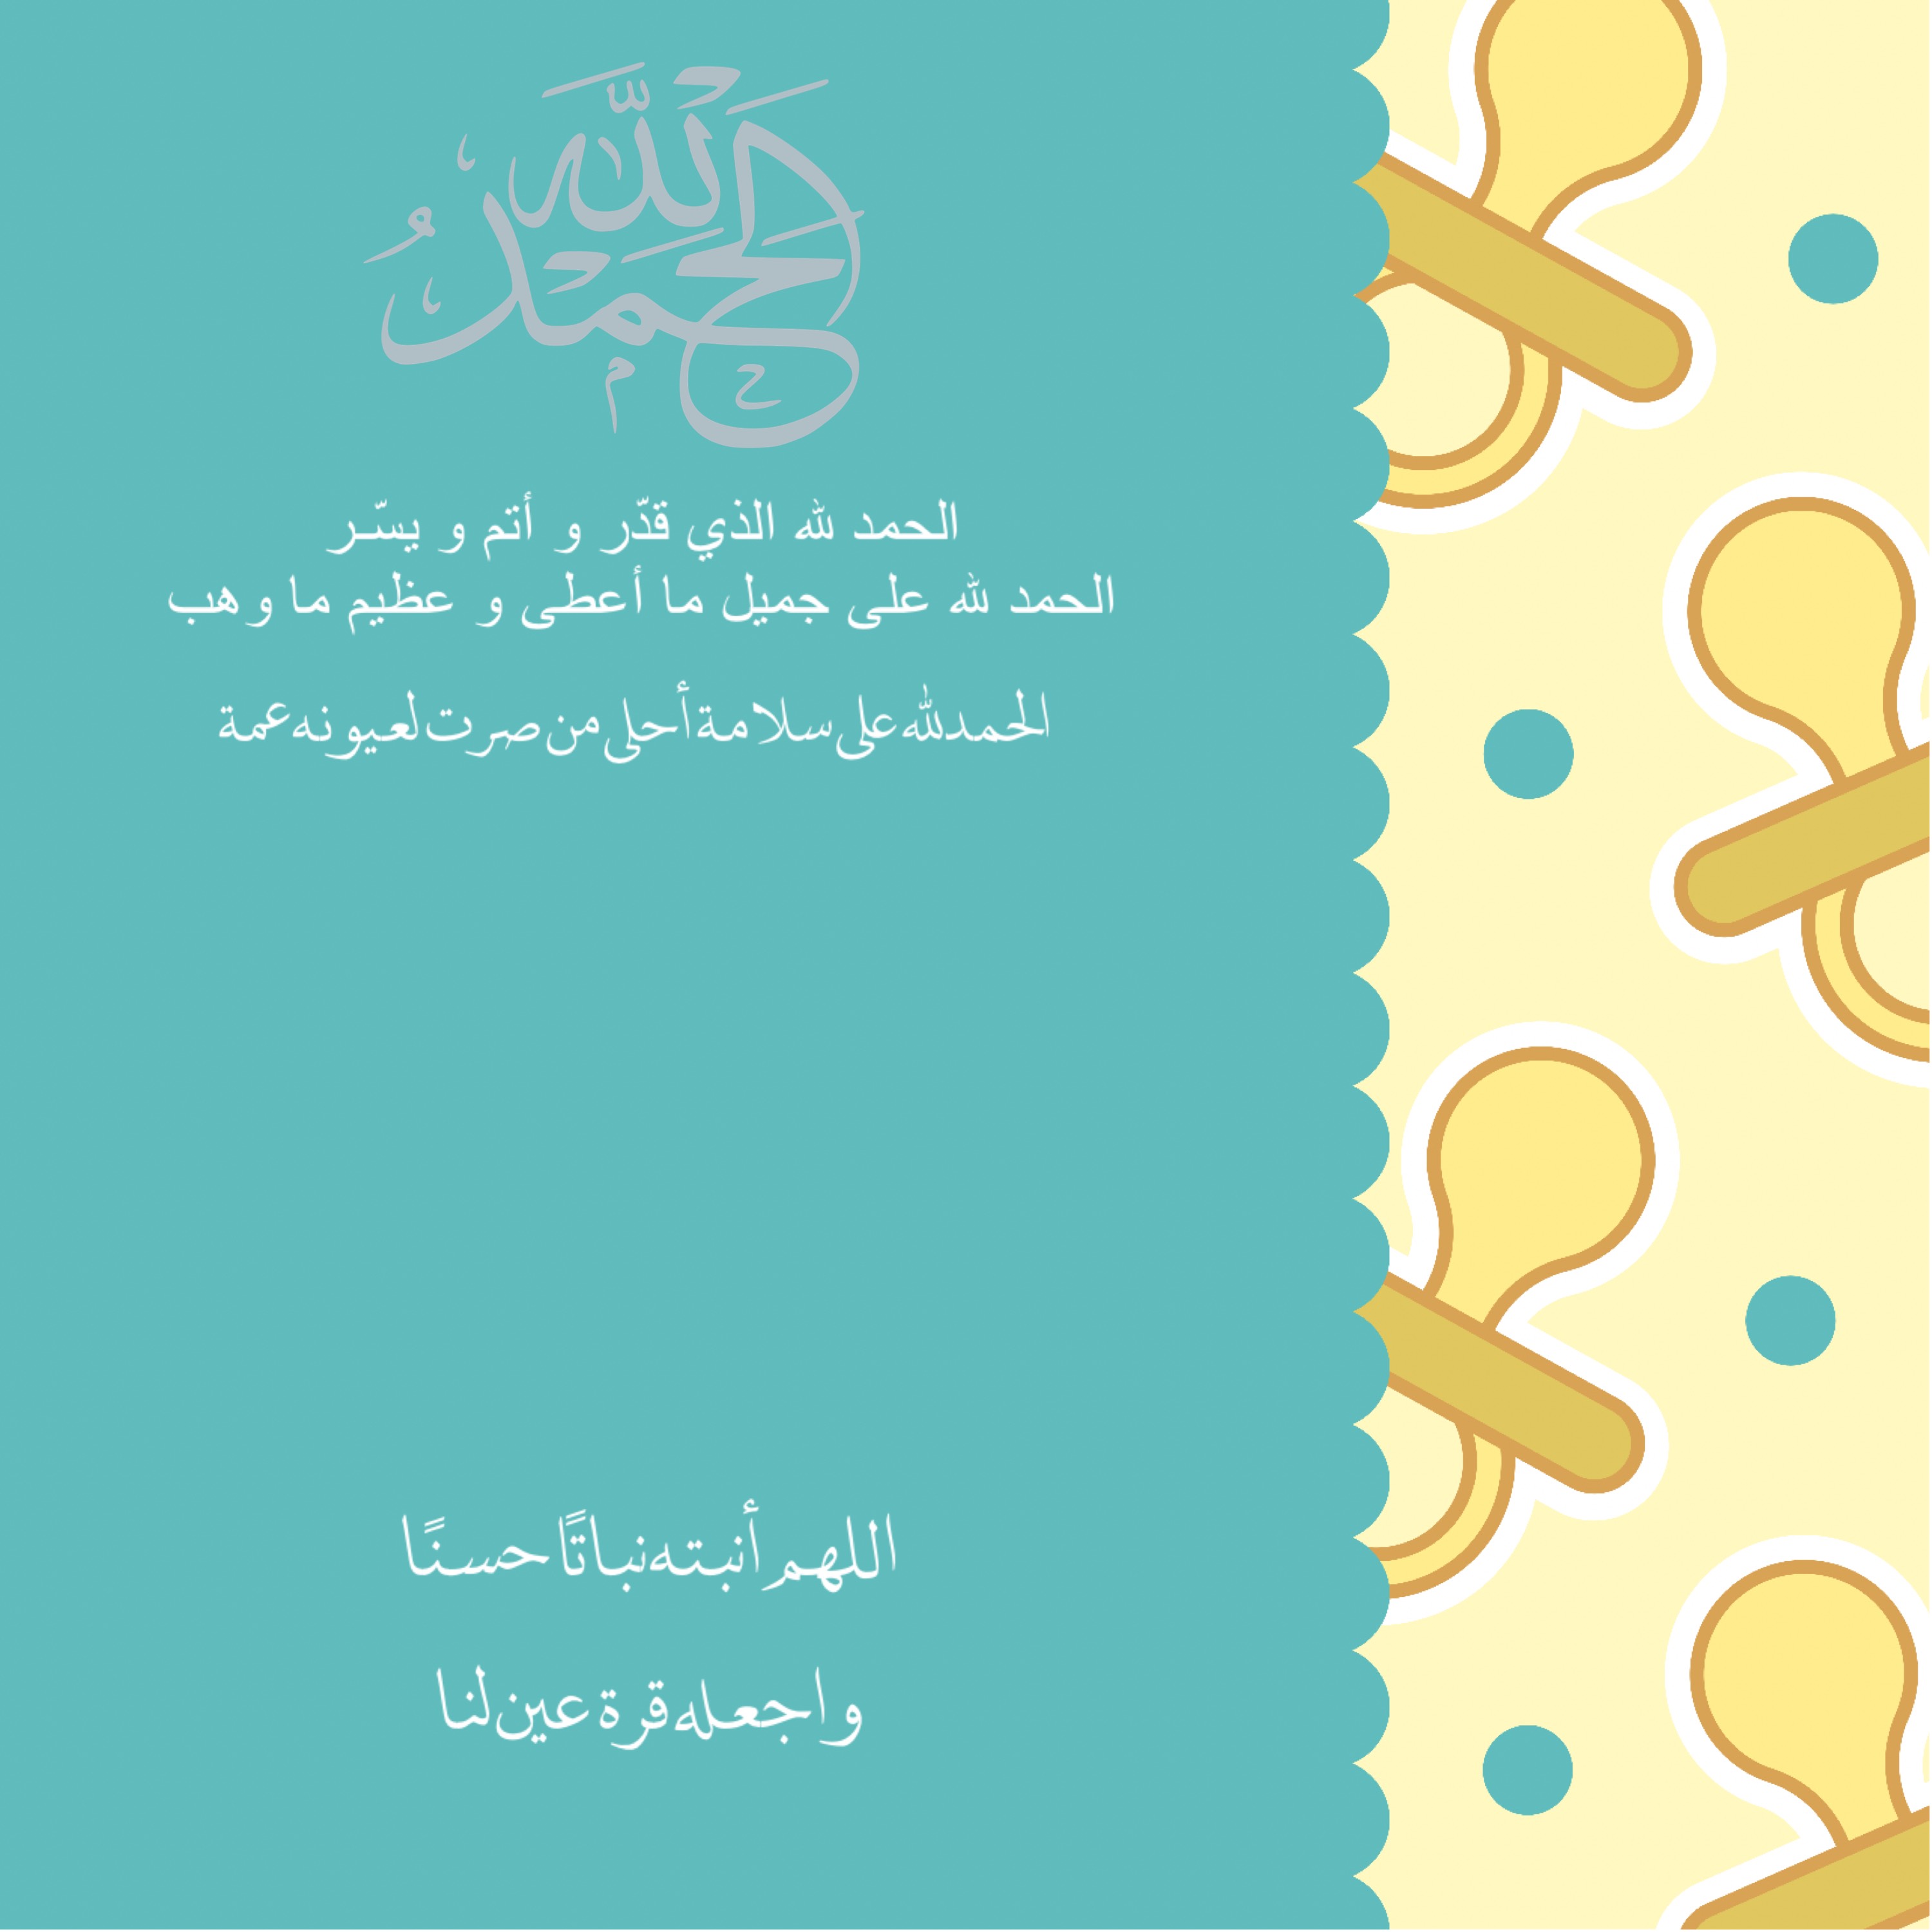 الحمد لله
الحمد لله الذي قدّر و أتم و يسّر
الحمد لله على جميل ما أعطى و عظيم ما وهب
الحمدلله على سلامة أحلى من صرت لعيونه عمة
اللهم أنبته نباتًا حسنًا
واجعله قرة عين لنا